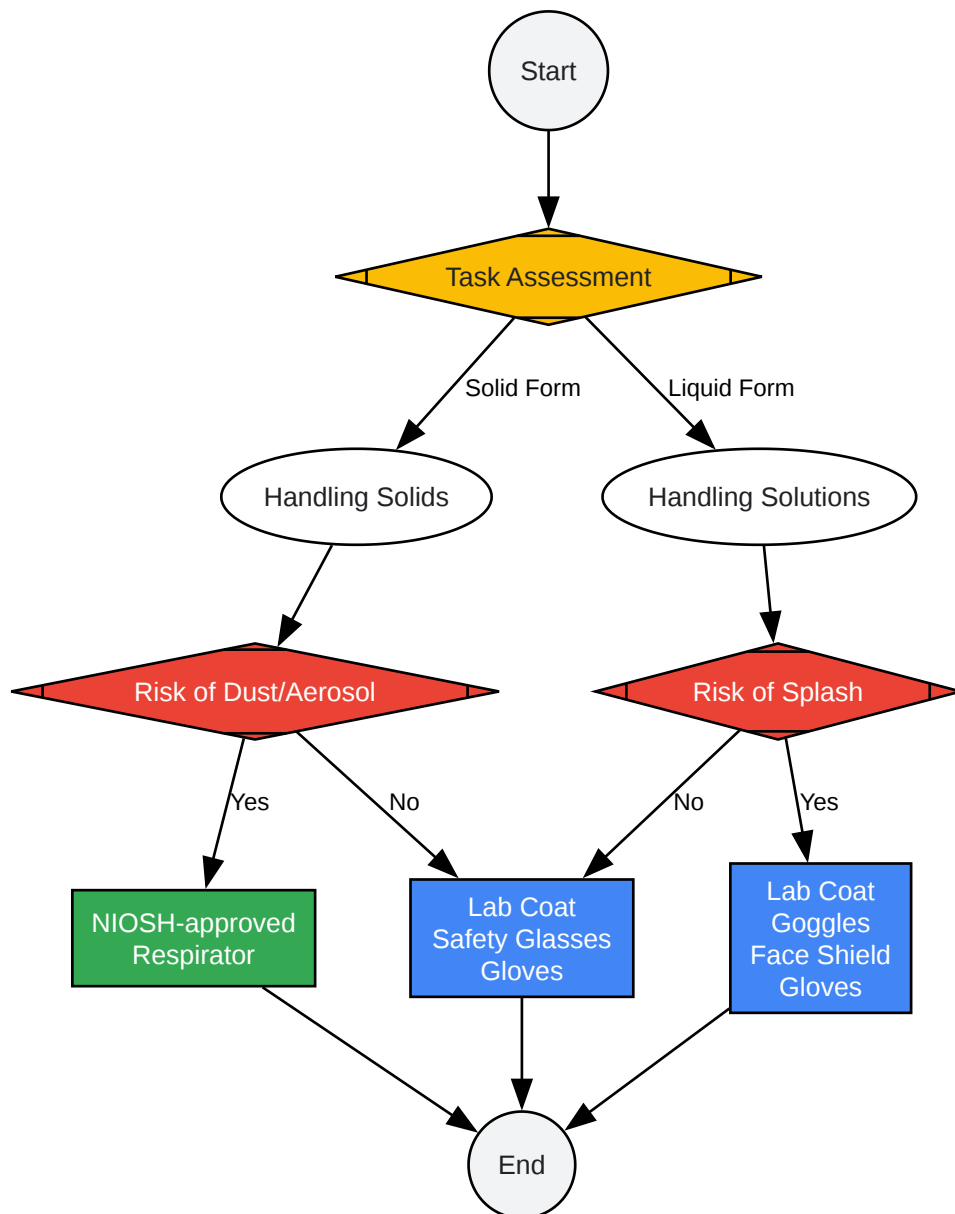 Start
Task Assessment
Solid Form
Liquid Form
Handling Solids
Handling Solutions
Risk of Dust/Aerosol
Risk of Splash
Yes
No
No
Yes
NIOSH-approved
Respirator
Lab Coat
Safety Glasses
Gloves
Lab Coat
Goggles
Face Shield
Gloves
End